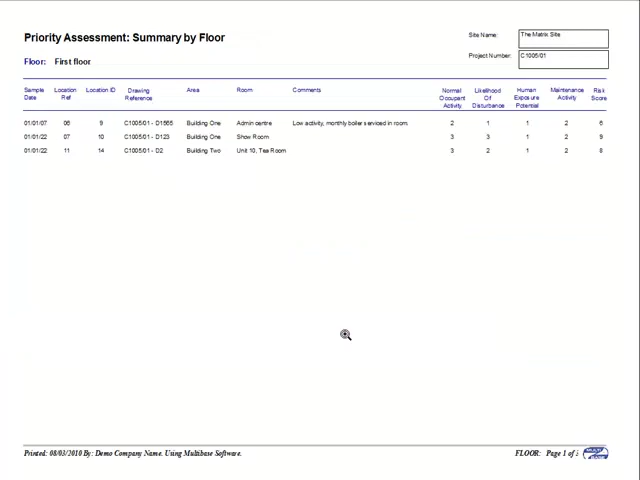 Priority Assessment: Summary by Floor
Site Name: The Matrix Site
Project Number: C1005/01
Floor: First floor
Sample Date Location Ref Location ID Drawing Reference Area Room Comments Normal Occupant Activity Likelihood Of Disturbance Human Exposure Potential Maintenance Activity Risk Score
01/01/07 06 9 C1005/01 - D1565 Building One Admin centre Low activity, monthly boiler serviced in room. 2 1 1 2 6
01/01/22 07 10 C1005/01 - D123 Building One Show Room 3 3 1 2 9
01/01/22 11 14 C1005/01 - D2 Building Two Unit 10, Tea Room 3 2 1 2 8
Printed: 08/03/2010 By: Demo Company Name. Using Multibase Software. FLOOR: Page 1 of